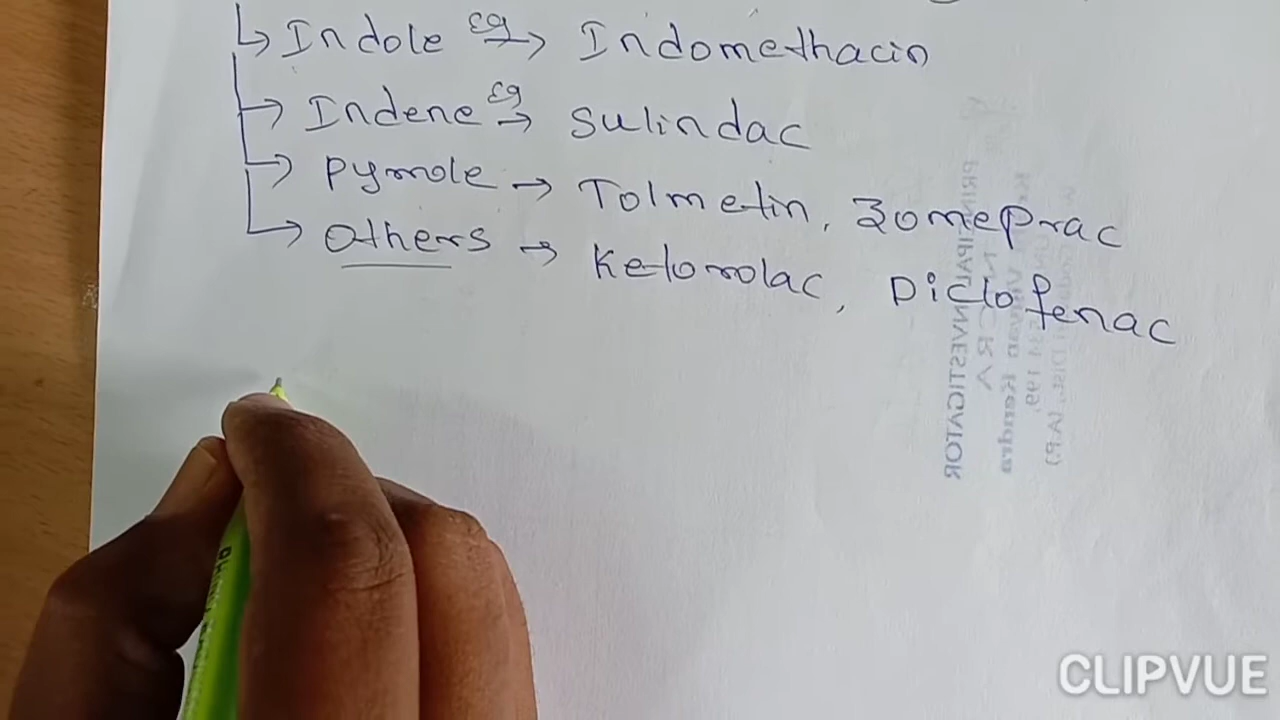 Indole eg → Indomethacin
Indene eg → Sulindac
Pyrrole → Tolmetin, Zomeprac
Others → Ketorolac, Diclofenac
CLIPVUE